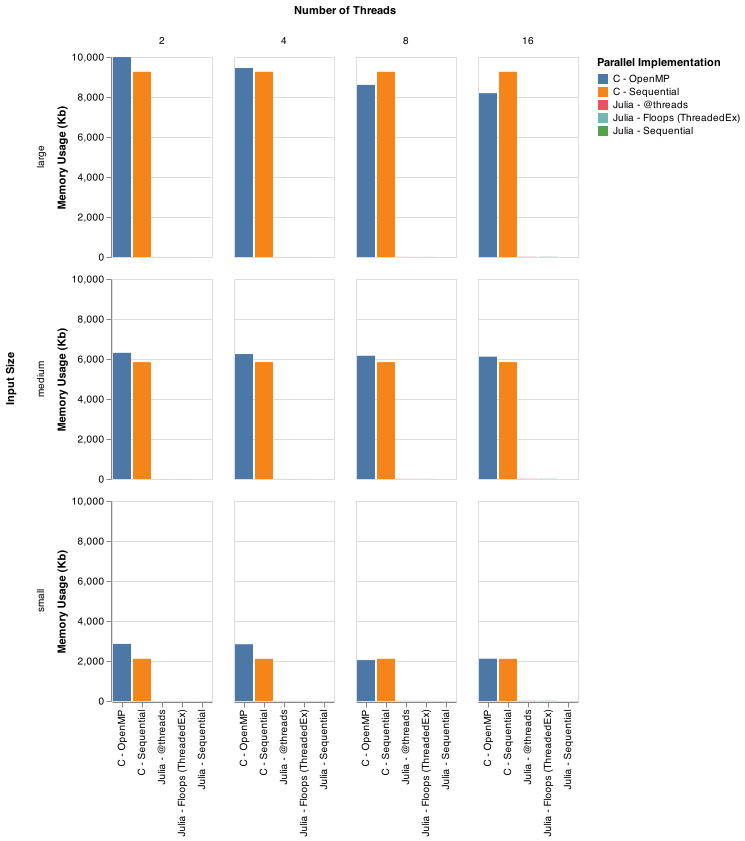 Number of Threads
2 4 8 16
Parallel Implementation
C - OpenMP
C - Sequential
Julia - @threads
Julia - Floops (ThreadedEx)
Julia - Sequential
Input Size
large
Memory Usage (Kb)
10,000
8,000
6,000
4,000
2,000
0
medium
Memory Usage (Kb)
10,000
8,000
6,000
4,000
2,000
0
small
Memory Usage (Kb)
10,000
8,000
6,000
4,000
2,000
0
C - OpenMP
C - Sequential
Julia - @threads
Julia - Floops (ThreadedEx)
Julia - Sequential
C - OpenMP
C - Sequential
Julia - @threads
Julia - Floops (ThreadedEx)
Julia - Sequential
C - OpenMP
C - Sequential
Julia - @threads
Julia - Floops (ThreadedEx)
Julia - Sequential
C - OpenMP
C - Sequential
Julia - @threads
Julia - Floops (ThreadedEx)
Julia - Sequential